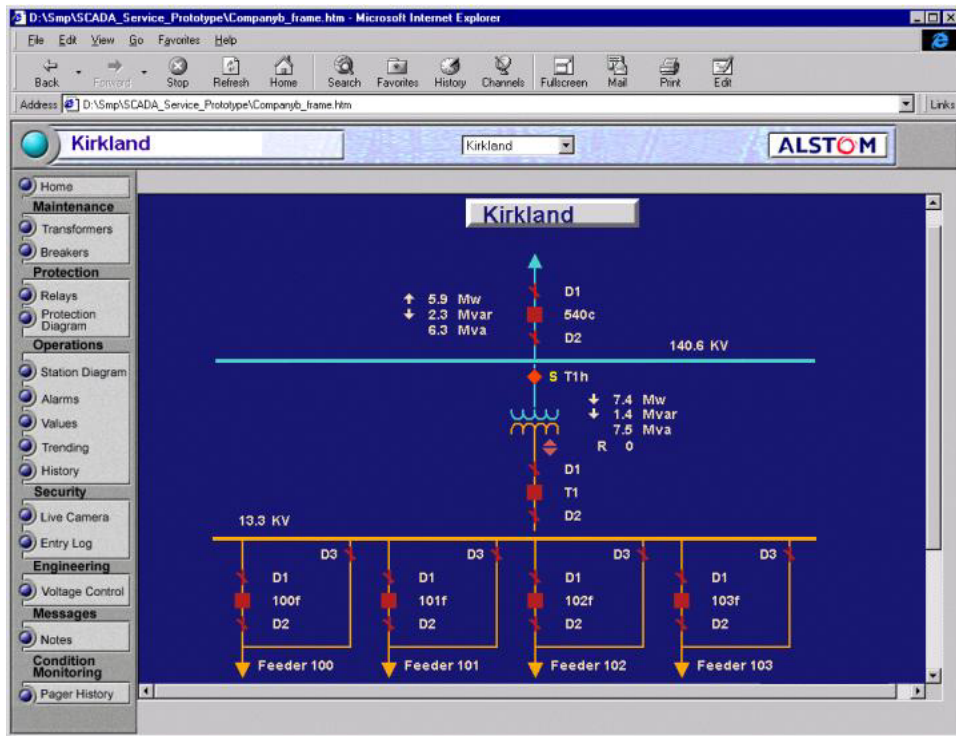 D:\Smp\SCADA_Service_Prototype\Companyb_frame.htm - Microsoft Internet Explorer
File Edit View Go Favorites Help
Back Forward Stop Refresh Home Search Favorites History Channels Fullscreen Mail Print Edit
Address D:\Smp\SCADA_Service_Prototype\Companyb_frame.htm Links
Kirkland Kirkland ALSTOM
Home
Maintenance
Transformers
Breakers
Protection
Relays
Protection
Diagram
Operations
Station Diagram
Alarms
Values
Trending
History
Security
Live Camera
Entry Log
Engineering
Voltage Control
Messages
Notes
Condition
Monitoring
Pager History
Kirkland
D1
5.9 Mw
2.3 Mvar 540c
6.3 Mva
D2
140.6 KV
S T1h
7.4 Mw
1.4 Mvar
7.5 Mva
R 0
D1
T1
D2
13.3 KV
D3 D3 D3 D3
D1 D1 D1 D1
100f 101f 102f 103f
D2 D2 D2 D2
Feeder 100 Feeder 101 Feeder 102 Feeder 103